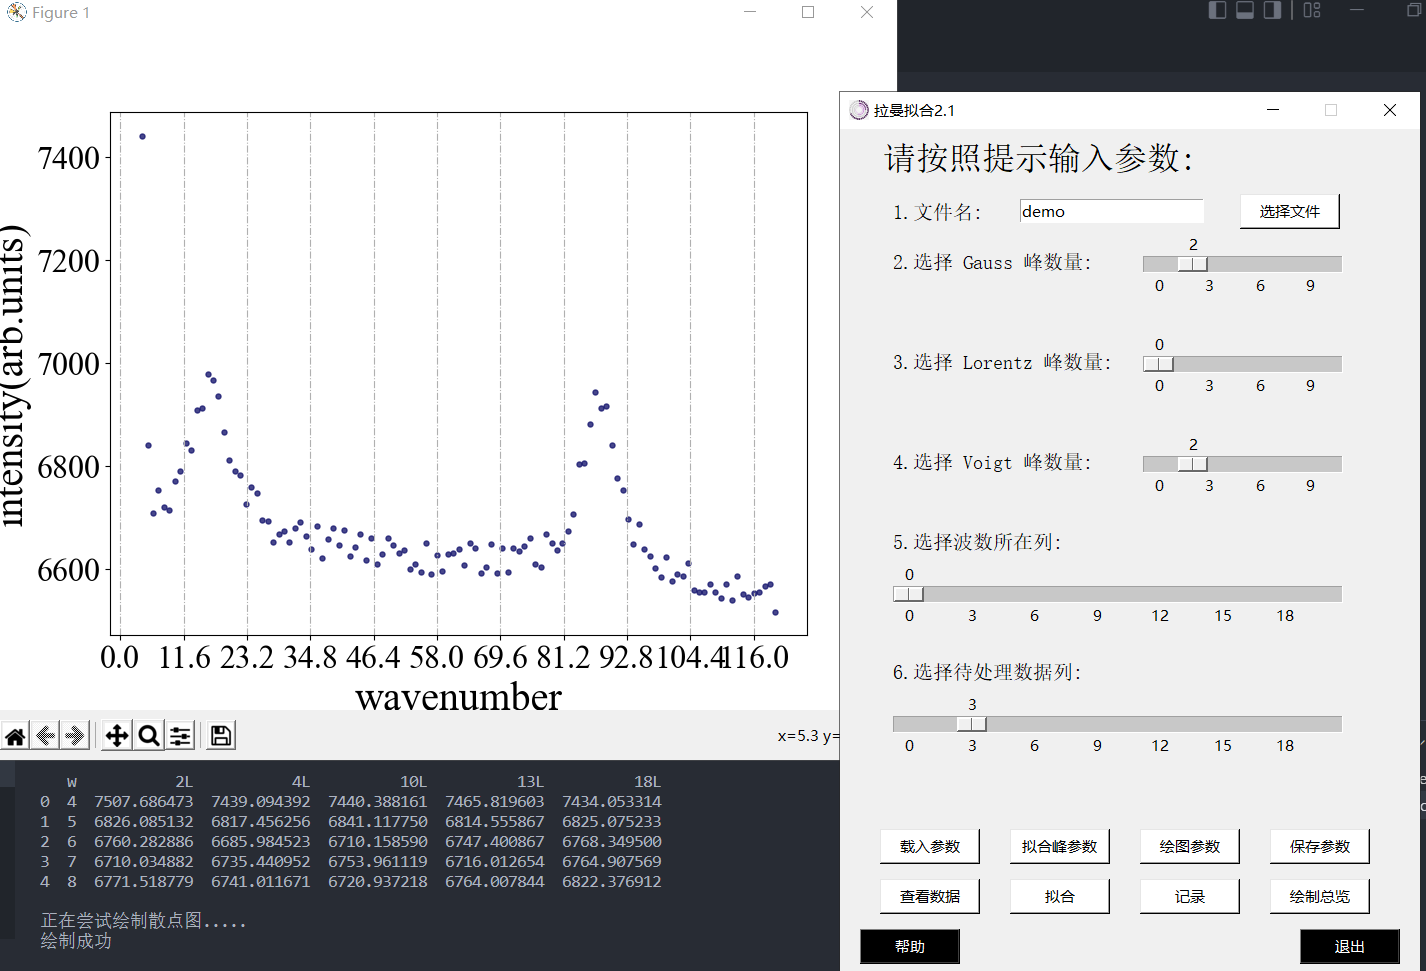 Figure 1
7400
7200
7000
6800
6600
intensity(arb.units)
0.0 11.6 23.2 34.8 46.4 58.0 69.6 81.2 92.8 104.4 116.0
wavenumber
x=5.3 y=
w 2L 4L 10L 13L 18L
0 4 7507.686473 7439.094392 7440.388161 7465.819603 7434.053314
1 5 6826.085132 6817.456256 6841.117750 6814.555867 6825.075233
2 6 6760.282886 6685.984523 6710.158590 6747.400867 6768.349500
3 7 6710.034882 6735.440952 6753.961119 6716.012654 6764.907569
4 8 6771.518779 6741.011671 6720.937218 6764.007844 6822.376912
正在尝试绘制散点图.....
绘制成功
拉曼拟合2.1
请按照提示输入参数:
1.文件名: demo 选择文件
2
2.选择 Gauss 峰数量:
0 3 6 9
0
3.选择 Lorentz 峰数量:
0 3 6 9
2
4.选择 Voigt 峰数量:
0 3 6 9
5.选择波数所在列:
0
0 3 6 9 12 15 18
6.选择待处理数据列:
3
0 3 6 9 12 15 18
载入参数 拟合峰参数 绘图参数 保存参数
查看数据 拟合 记录 绘制总览
帮助 退出